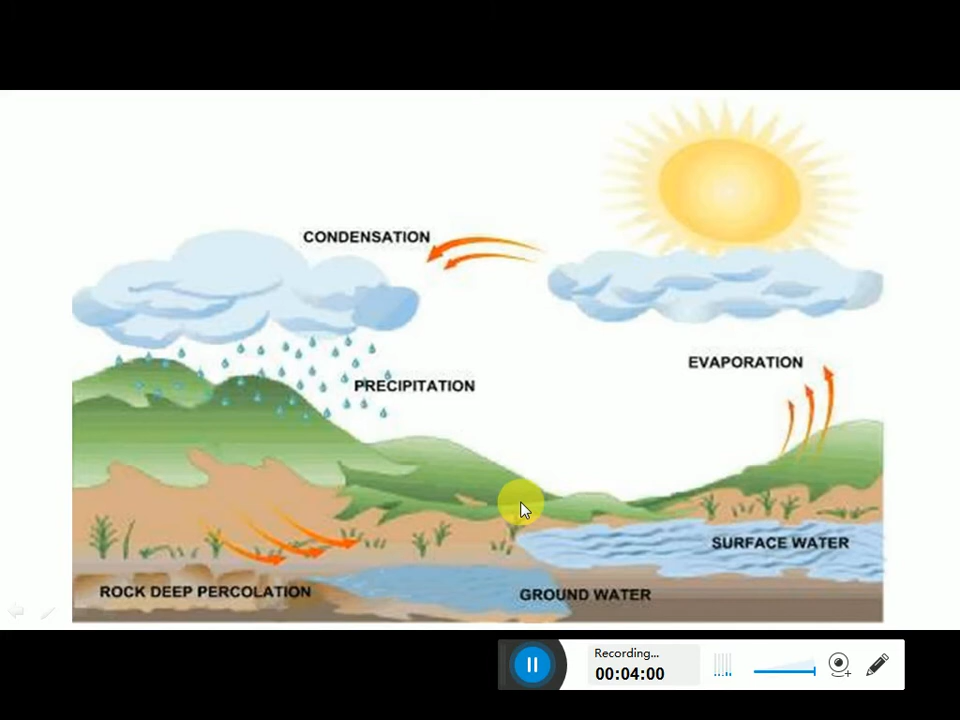 CONDENSATION
EVAPORATION
PRECIPITATION
SURFACE WATER
ROCK DEEP PERCOLATION
GROUND WATER
Recording...
00:04:00